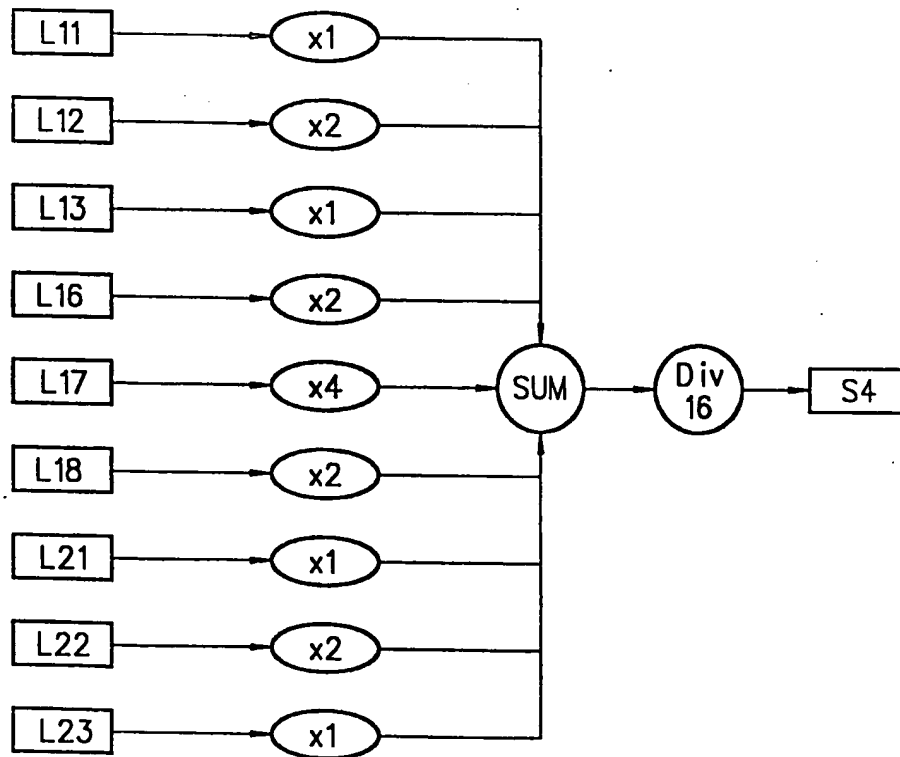 L11 x1
L12 x2
L13 x1
L16 x2
L17 x4 SUM Div 16 S4
L18 x2
L21 x1
L22 x2
L23 x1